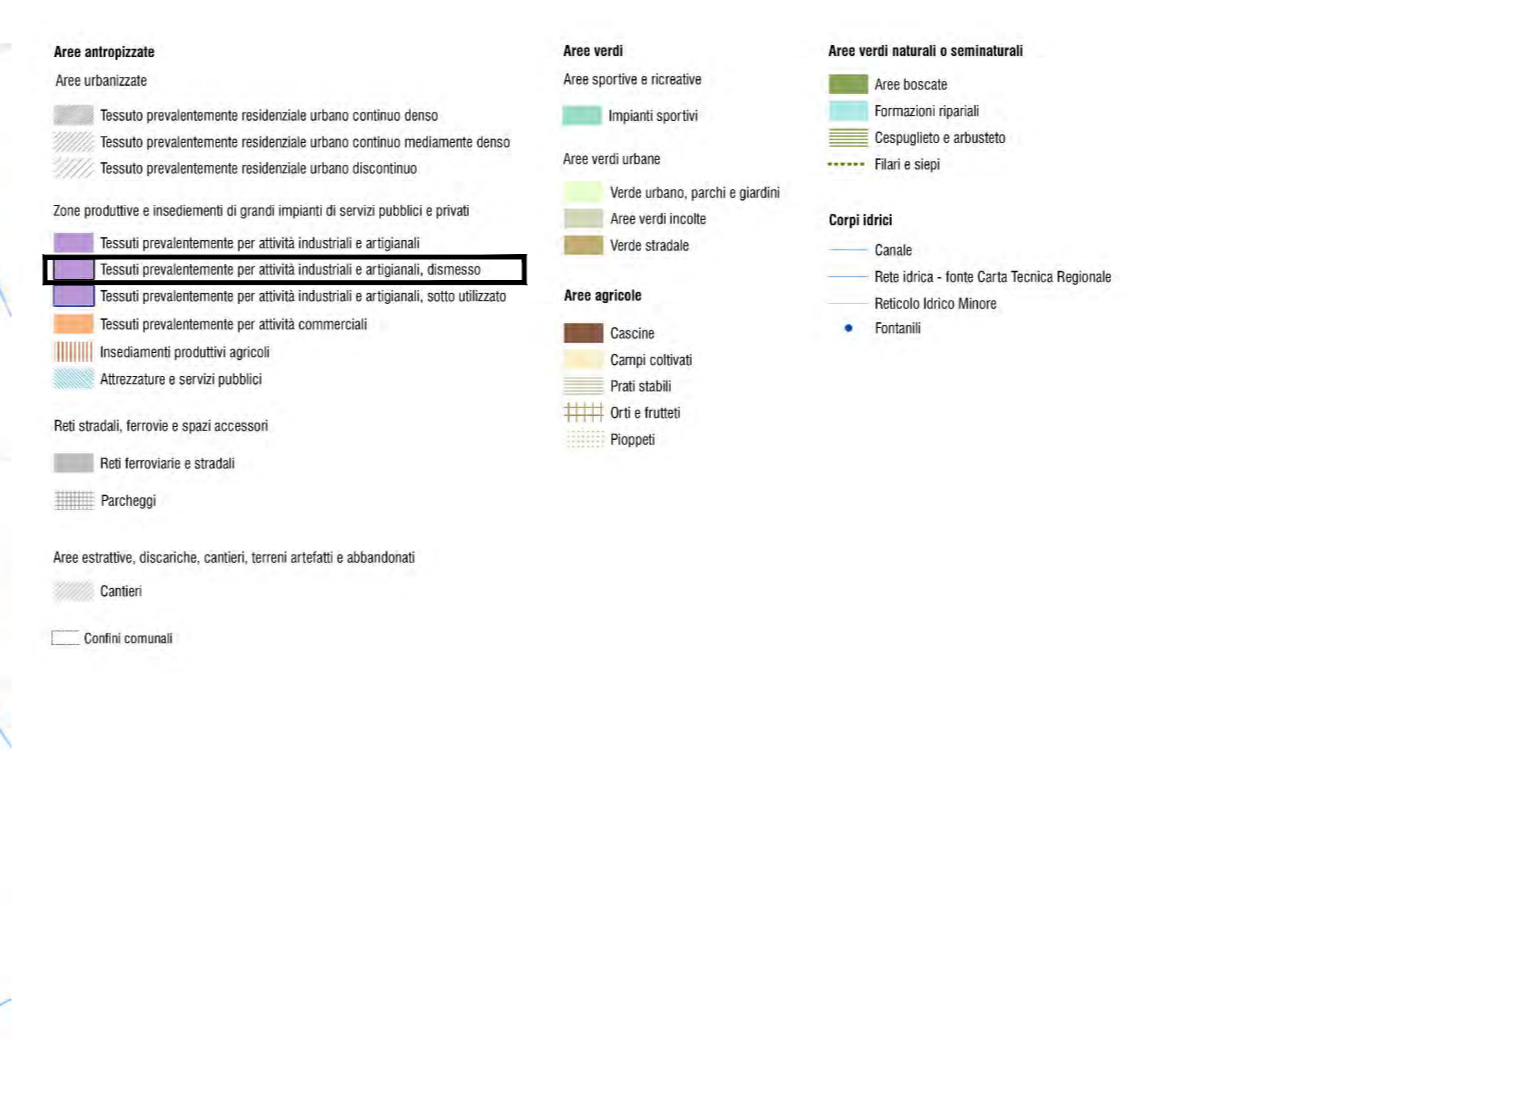 Aree antropizzate
Aree urbanizzate
Tessuto prevalentemente residenziale urbano continuo denso
Tessuto prevalentemente residenziale urbano continuo mediamente denso
Tessuto prevalentemente residenziale urbano discontinuo
Zone produttive e insediementi di grandi impianti di servizi pubblici e privati
Tessuti prevalentemente per attività industriali e artigianali
Tessuti prevalentemente per attività industriali e artigianali, dismesso
Tessuti prevalentemente per attività industriali e artigianali, sotto utilizzato
Tessuti prevalentemente per attività commerciali
Insediamenti produttivi agricoli
Attrezzature e servizi pubblici
Reti stradali, ferrovie e spazi accessori
Reti ferroviarie e stradali
Parcheggi
Aree estrattive, discariche, cantieri, terreni artefatti e abbandonati
Cantieri
Confini comunali
Aree verdi
Aree sportive e ricreative
Impianti sportivi
Aree verdi urbane
Verde urbano, parchi e giardini
Aree verdi incolte
Verde stradale
Aree agricole
Cascine
Campi coltivati
Prati stabili
Orti e frutteti
Pioppeti
Aree verdi naturali o seminaturali
Aree boscate
Formazioni ripariali
Cespuglieto e arbusteto
Filari e siepi
Corpi idrici
Canale
Rete idrica - fonte Carta Tecnica Regionale
Reticolo Idrico Minore
Fontanili